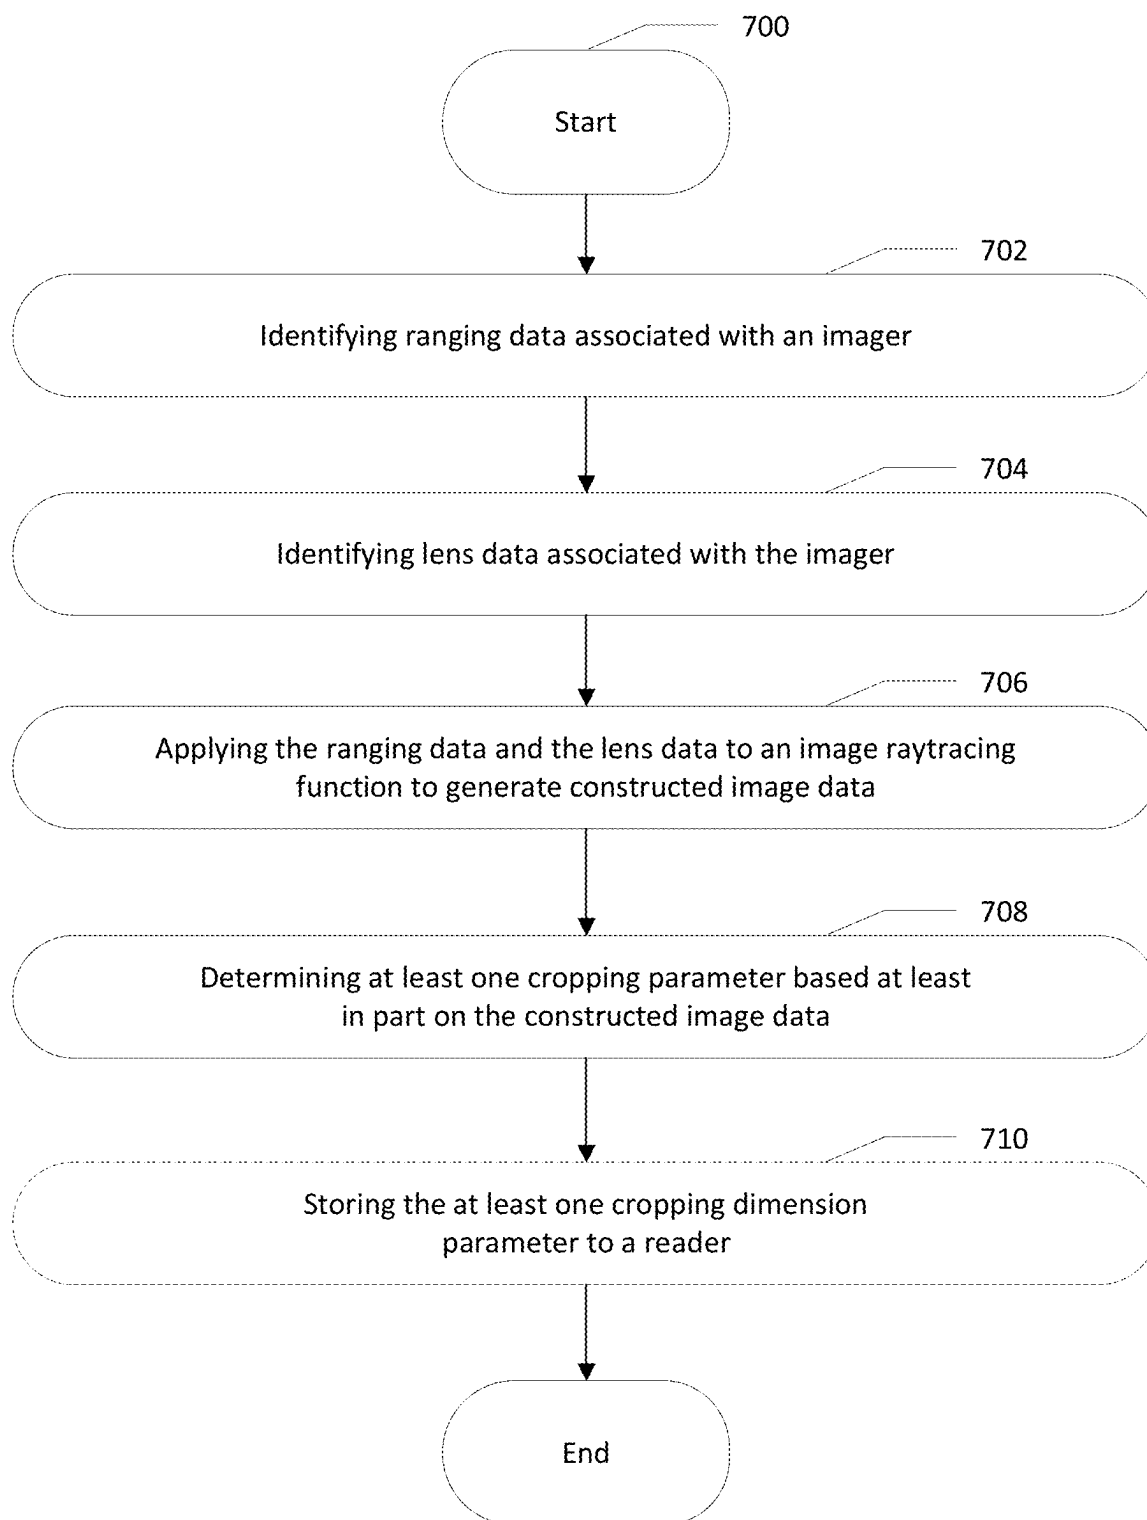 700
Start
702
Identifying ranging data associated with an imager
704
Identifying lens data associated with the imager
706
Applying the ranging data and the lens data to an image raytracing
function to generate constructed image data
708
Determining at least one cropping parameter based at least
in part on the constructed image data
710
Storing the at least one cropping dimension
parameter to a reader
End